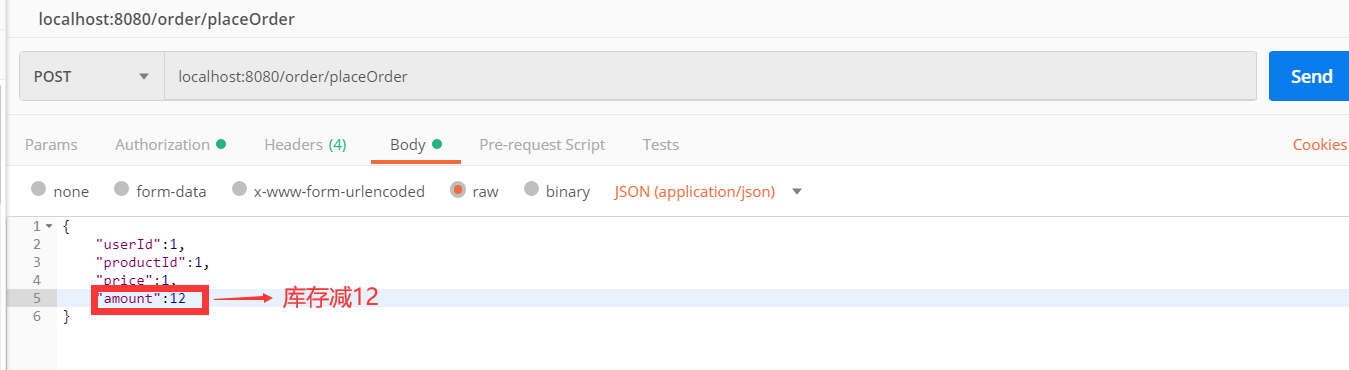 localhost:8080/order/placeOrder
POST localhost:8080/order/placeOrder Send
Params Authorization Headers (4) Body Pre-request Script Tests Cookies
none form-data x-www-form-urlencoded raw binary JSON (application/json)
1 {
2 "userId":1,
3 "productId":1,
4 "price":1,
5 "amount":12 库存减12
6 }